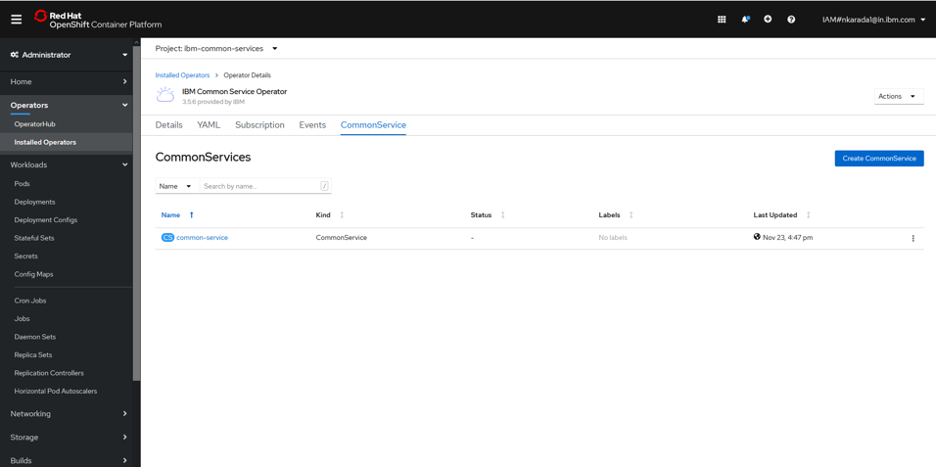 Red Hat
OpenShift Container Platform
IAM#nkarada1@in.ibm.com
Administrator
Home
Operators
OperatorHub
Installed Operators
Workloads
Pods
Deployments
Deployment Configs
Stateful Sets
Secrets
Config Maps
Cron Jobs
Jobs
Daemon Sets
Replica Sets
Replication Controllers
Horizontal Pod Autoscalers
Networking
Storage
Builds
Project: ibm-common-services
Installed Operators > Operator Details
IBM Common Service Operator
3.5.6 provided by IBM
Actions
Details YAML Subscription Events CommonService
CommonServices
Create CommonService
Name Search by name... /
Name Kind Status Labels Last Updated
CS common-service CommonService - No labels Nov 23, 4:47 pm